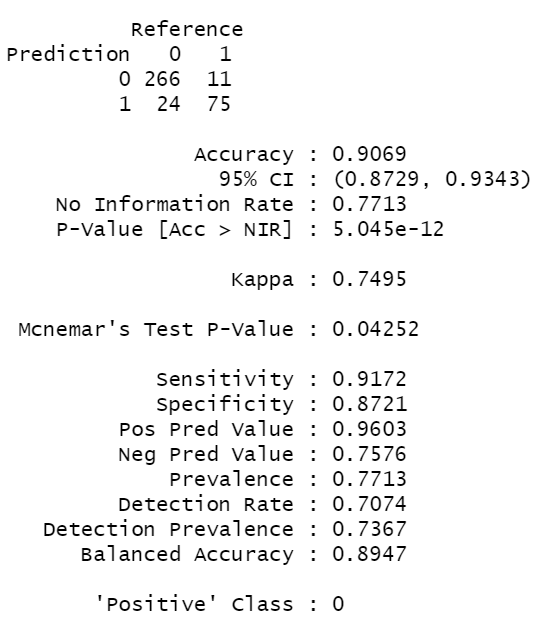 Reference
Prediction 0 1
0 266 11
1 24 75
Accuracy : 0.9069
95% CI : (0.8729, 0.9343)
No Information Rate : 0.7713
P-Value [Acc > NIR] : 5.045e-12
Kappa : 0.7495
Mcnemar's Test P-Value : 0.04252
Sensitivity : 0.9172
Specificity : 0.8721
Pos Pred Value : 0.9603
Neg Pred Value : 0.7576
Prevalence : 0.7713
Detection Rate : 0.7074
Detection Prevalence : 0.7367
Balanced Accuracy : 0.8947
'Positive' Class : 0